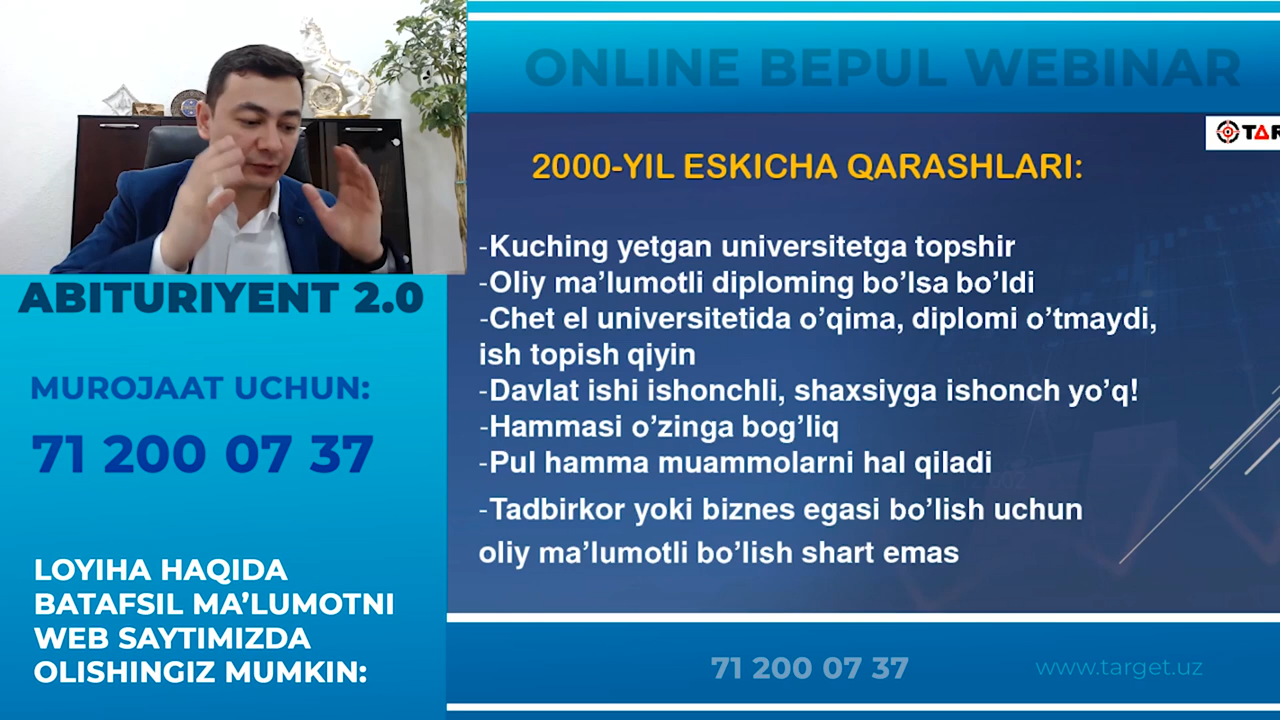 ONLINE BEPUL WEBINAR
2000-YIL ESKICHA QARASHLARI:
-Kuching yetgan universitetga topshir
-Oliy ma’lumotli diploming bo’lsa bo’ldi
-Chet el universitetida o’qima, diplomi o’tmaydi,
ish topish qiyin
-Davlat ishi ishonchli, shaxsiyga ishonch yo’q!
-Hammasi o’zinga bog’liq
-Pul hamma muammolarni hal qiladi
-Tadbirkor yoki biznes egasi bo’lish uchun
oliy ma’lumotli bo’lish shart emas
ABITURIYENT 2.0
MUROJAAT UCHUN:
71 200 07 37
LOYIHA HAQIDA
BATAFSIL MA’LUMOTNI
WEB SAYTIMIZDA
OLISHINGIZ MUMKIN:
71 200 07 37
www.target.uz